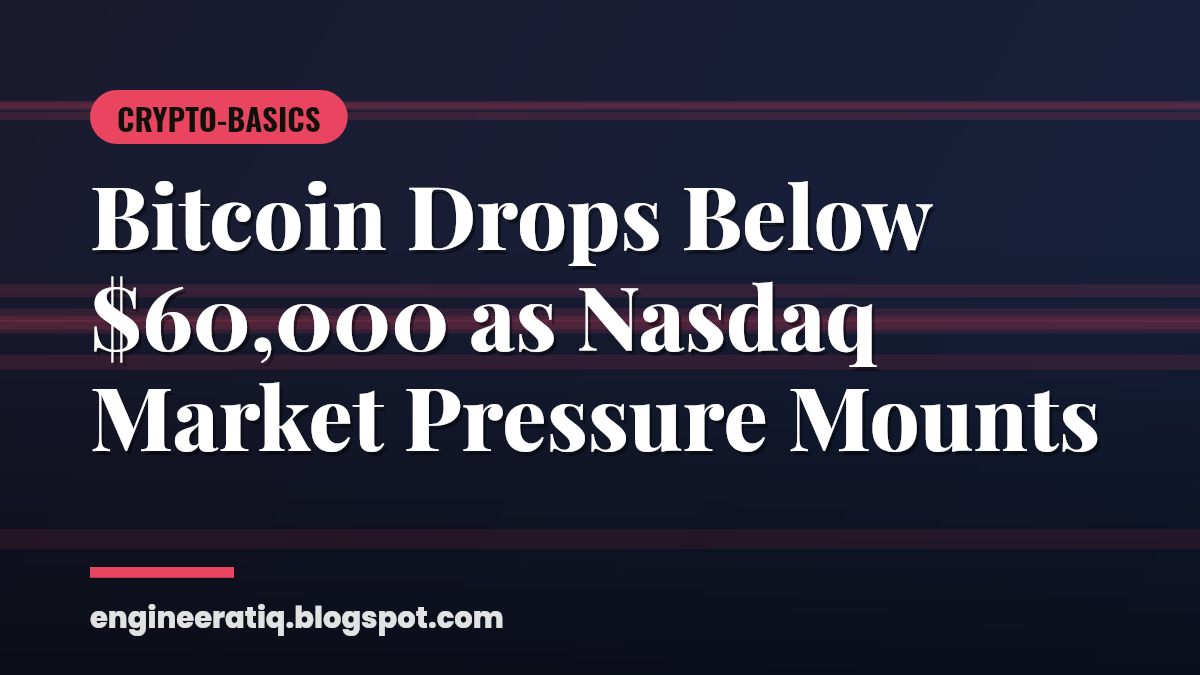 CRYPTO-BASICS
Bitcoin Drops Below
$60,000 as Nasdaq
Market Pressure Mounts
engineeratiq.blogspot.com